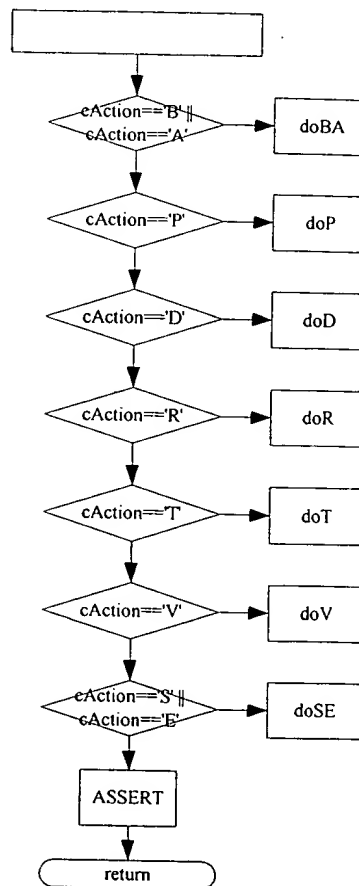 cAction=='B' ||
cAction=='A'
doBA
cAction=='P'
doP
cAction=='D'
doD
cAction=='R'
doR
cAction=='T'
doT
cAction=='V'
doV
cAction=='S' ||
cAction=='E'
doSE
ASSERT
return